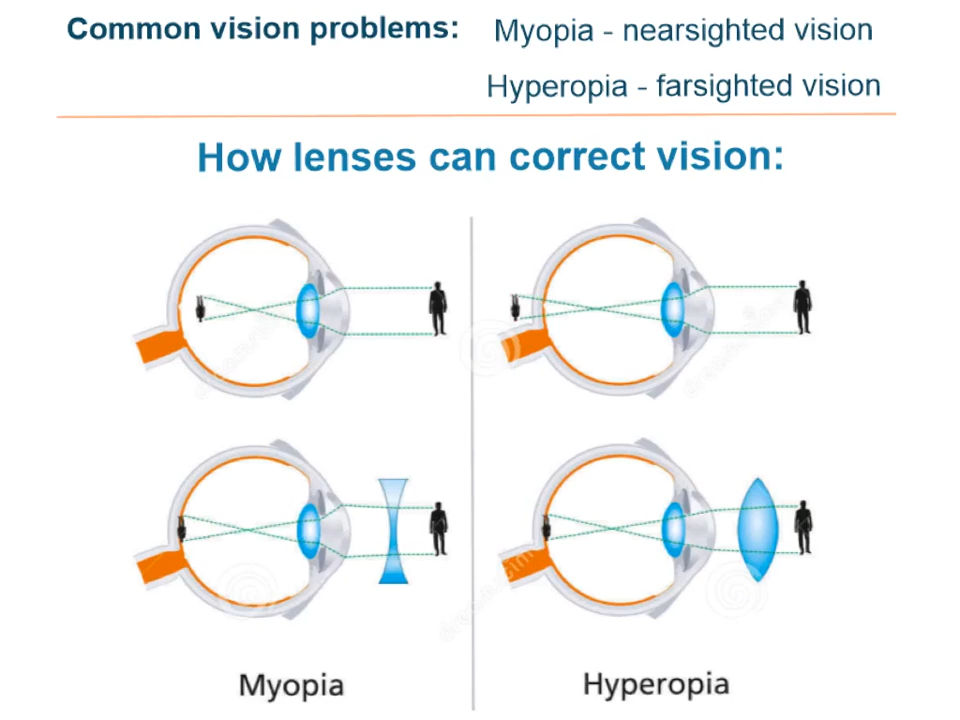 Common vision problems: Myopia - nearsighted vision
Hyperopia - farsighted vision
How lenses can correct vision:
Myopia
Hyperopia